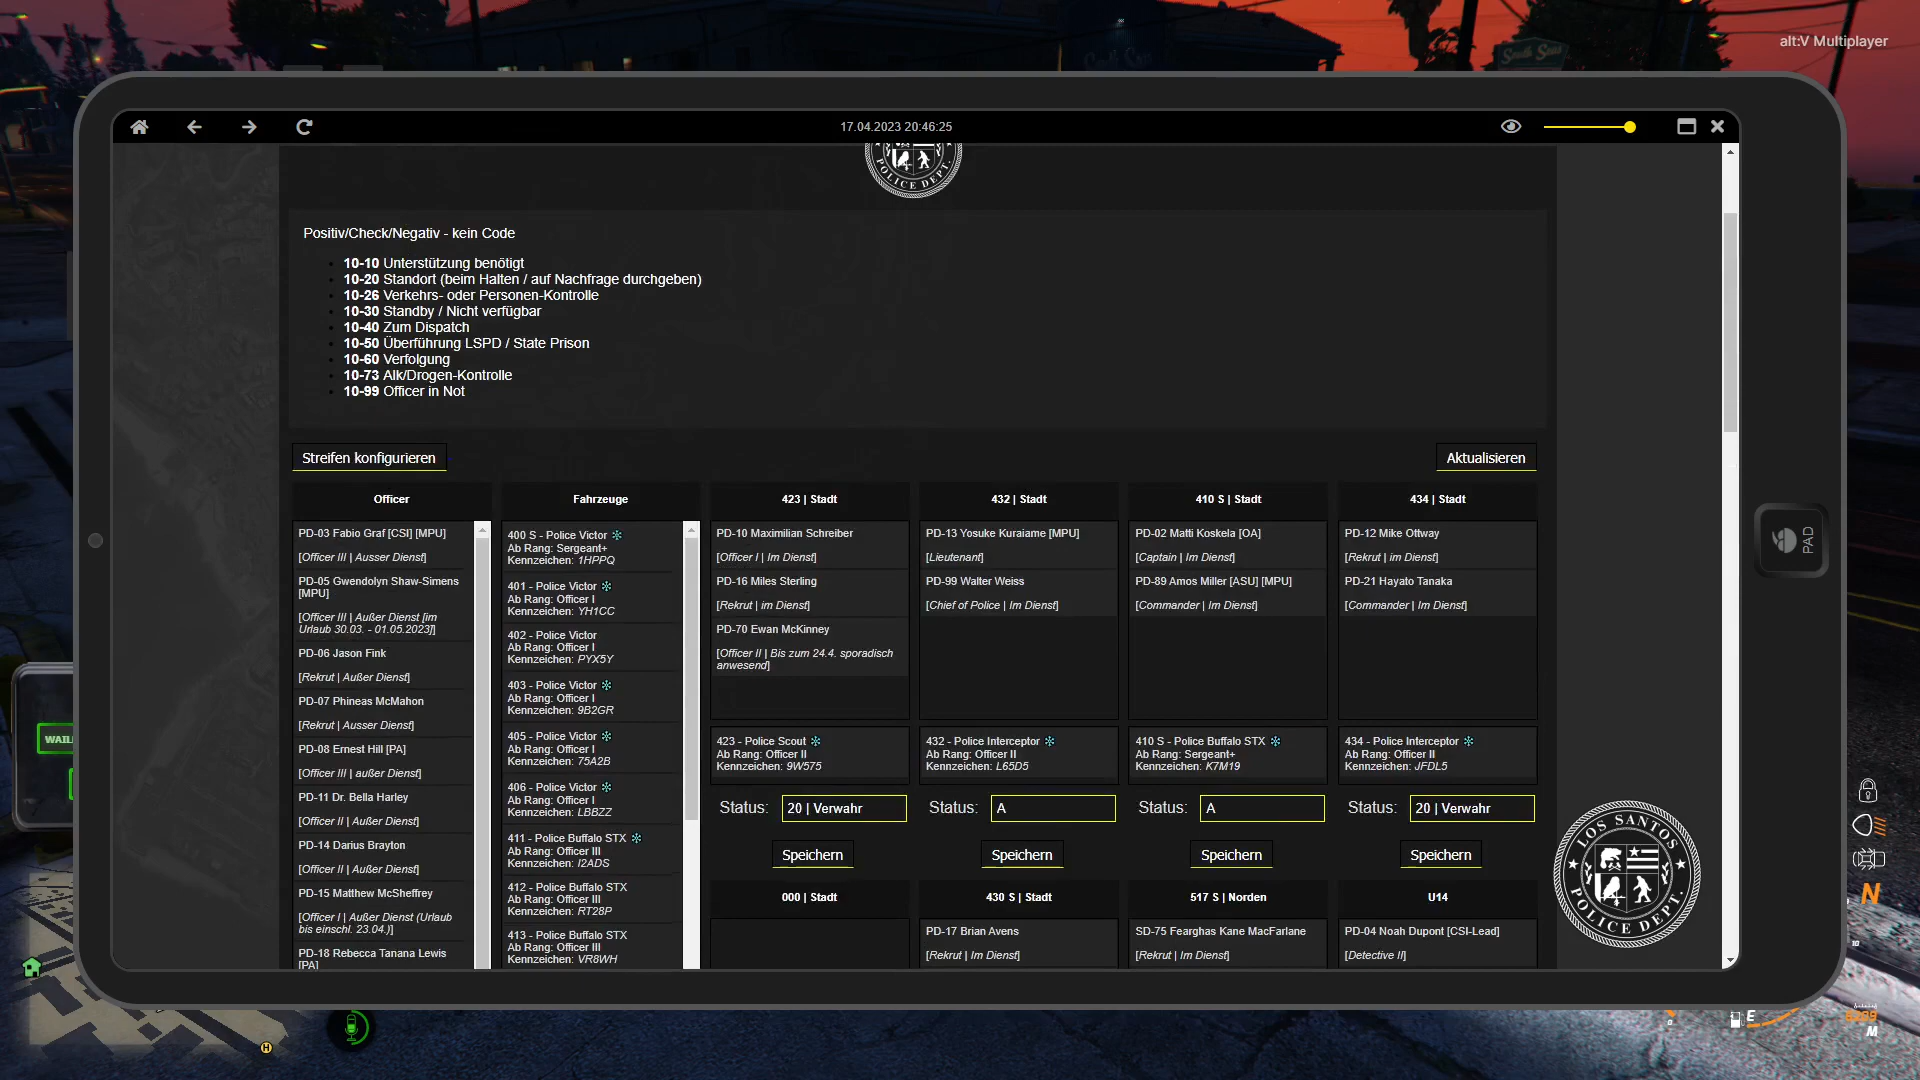 alt:V Multiplayer
17.04.2023 20:46:25
POLICE DEPT.
Positiv/Check/Negativ - kein Code
10-10 Unterstützung benötigt
10-20 Standort (beim Halten / auf Nachfrage durchgeben)
10-26 Verkehrs- oder Personen-Kontrolle
10-30 Standby / Nicht verfügbar
10-40 Zum Dispatch
10-50 Überführung LSPD / State Prison
10-60 Verfolgung
10-73 Alk/Drogen-Kontrolle
10-99 Officer in Not
Streifen konfigurieren
Aktualisieren
Officer
PD-03 Fabio Graf [CSI] [MPU]
[Officer III | Ausser Dienst]
PD-05 Gwendolyn Shaw-Simens
[MPU]
[Officer III | Außer Dienst [im
Urlaub 30.03. - 01.05.2023]]
PD-06 Jason Fink
[Rekrut | Außer Dienst]
PD-07 Phineas McMahon
[Rekrut | Ausser Dienst]
PD-08 Ernest Hill [PA]
[Officer III | außer Dienst]
PD-11 Dr. Bella Harley
[Officer II | Außer Dienst]
PD-14 Darius Brayton
[Officer II | Außer Dienst]
PD-15 Matthew McSheffrey
[Officer I | Außer Dienst (Urlaub
bis einschl. 23.04.)]
PD-18 Rebecca Tanana Lewis
[PA]
Fahrzeuge
400 S - Police Victor
Ab Rang: Sergeant+
Kennzeichen: 1HPPQ
401 - Police Victor
Ab Rang: Officer I
Kennzeichen: YH1CC
402 - Police Victor
Ab Rang: Officer I
Kennzeichen: PYX5Y
403 - Police Victor
Ab Rang: Officer I
Kennzeichen: 9B2GR
405 - Police Victor
Ab Rang: Officer I
Kennzeichen: 75A2B
406 - Police Victor
Ab Rang: Officer I
Kennzeichen: LBBZZ
411 - Police Buffalo STX
Ab Rang: Officer III
Kennzeichen: I2ADS
412 - Police Buffalo STX
Ab Rang: Officer III
Kennzeichen: RT28P
413 - Police Buffalo STX
Ab Rang: Officer III
Kennzeichen: VR8WH
423 | Stadt
PD-10 Maximilian Schreiber
[Officer I | Im Dienst]
PD-16 Miles Sterling
[Rekrut | im Dienst]
PD-70 Ewan McKinney
[Officer II | Bis zum 24.4. sporadisch
anwesend]
423 - Police Scout
Ab Rang: Officer II
Kennzeichen: 9W575
Status: 20 | Verwahr
Speichern
432 | Stadt
PD-13 Yosuke Kuraiame [MPU]
[Lieutenant]
PD-99 Walter Weiss
[Chief of Police | Im Dienst]
432 - Police Interceptor
Ab Rang: Officer II
Kennzeichen: L65D5
Status: A
Speichern
410 S | Stadt
PD-02 Matti Koskela [OA]
[Captain | Im Dienst]
PD-89 Amos Miller [ASU] [MPU]
[Commander | Im Dienst]
410 S - Police Buffalo STX
Ab Rang: Sergeant+
Kennzeichen: K7M19
Status: A
Speichern
434 | Stadt
PD-12 Mike Ottway
[Rekrut | im Dienst]
PD-21 Hayato Tanaka
[Commander | Im Dienst]
434 - Police Interceptor
Ab Rang: Officer II
Kennzeichen: JFDL5
Status: 20 | Verwahr
Speichern
000 | Stadt
430 S | Stadt
PD-17 Brian Avens
[Rekrut | Im Dienst]
517 S | Norden
SD-75 Fearghas Kane MacFarlane
[Rekrut | Im Dienst]
U14
PD-04 Noah Dupont [CSI-Lead]
[Detective II]
LOS SANTOS
POLICE DEPT.
PAD
WAIL
N
E
M
H